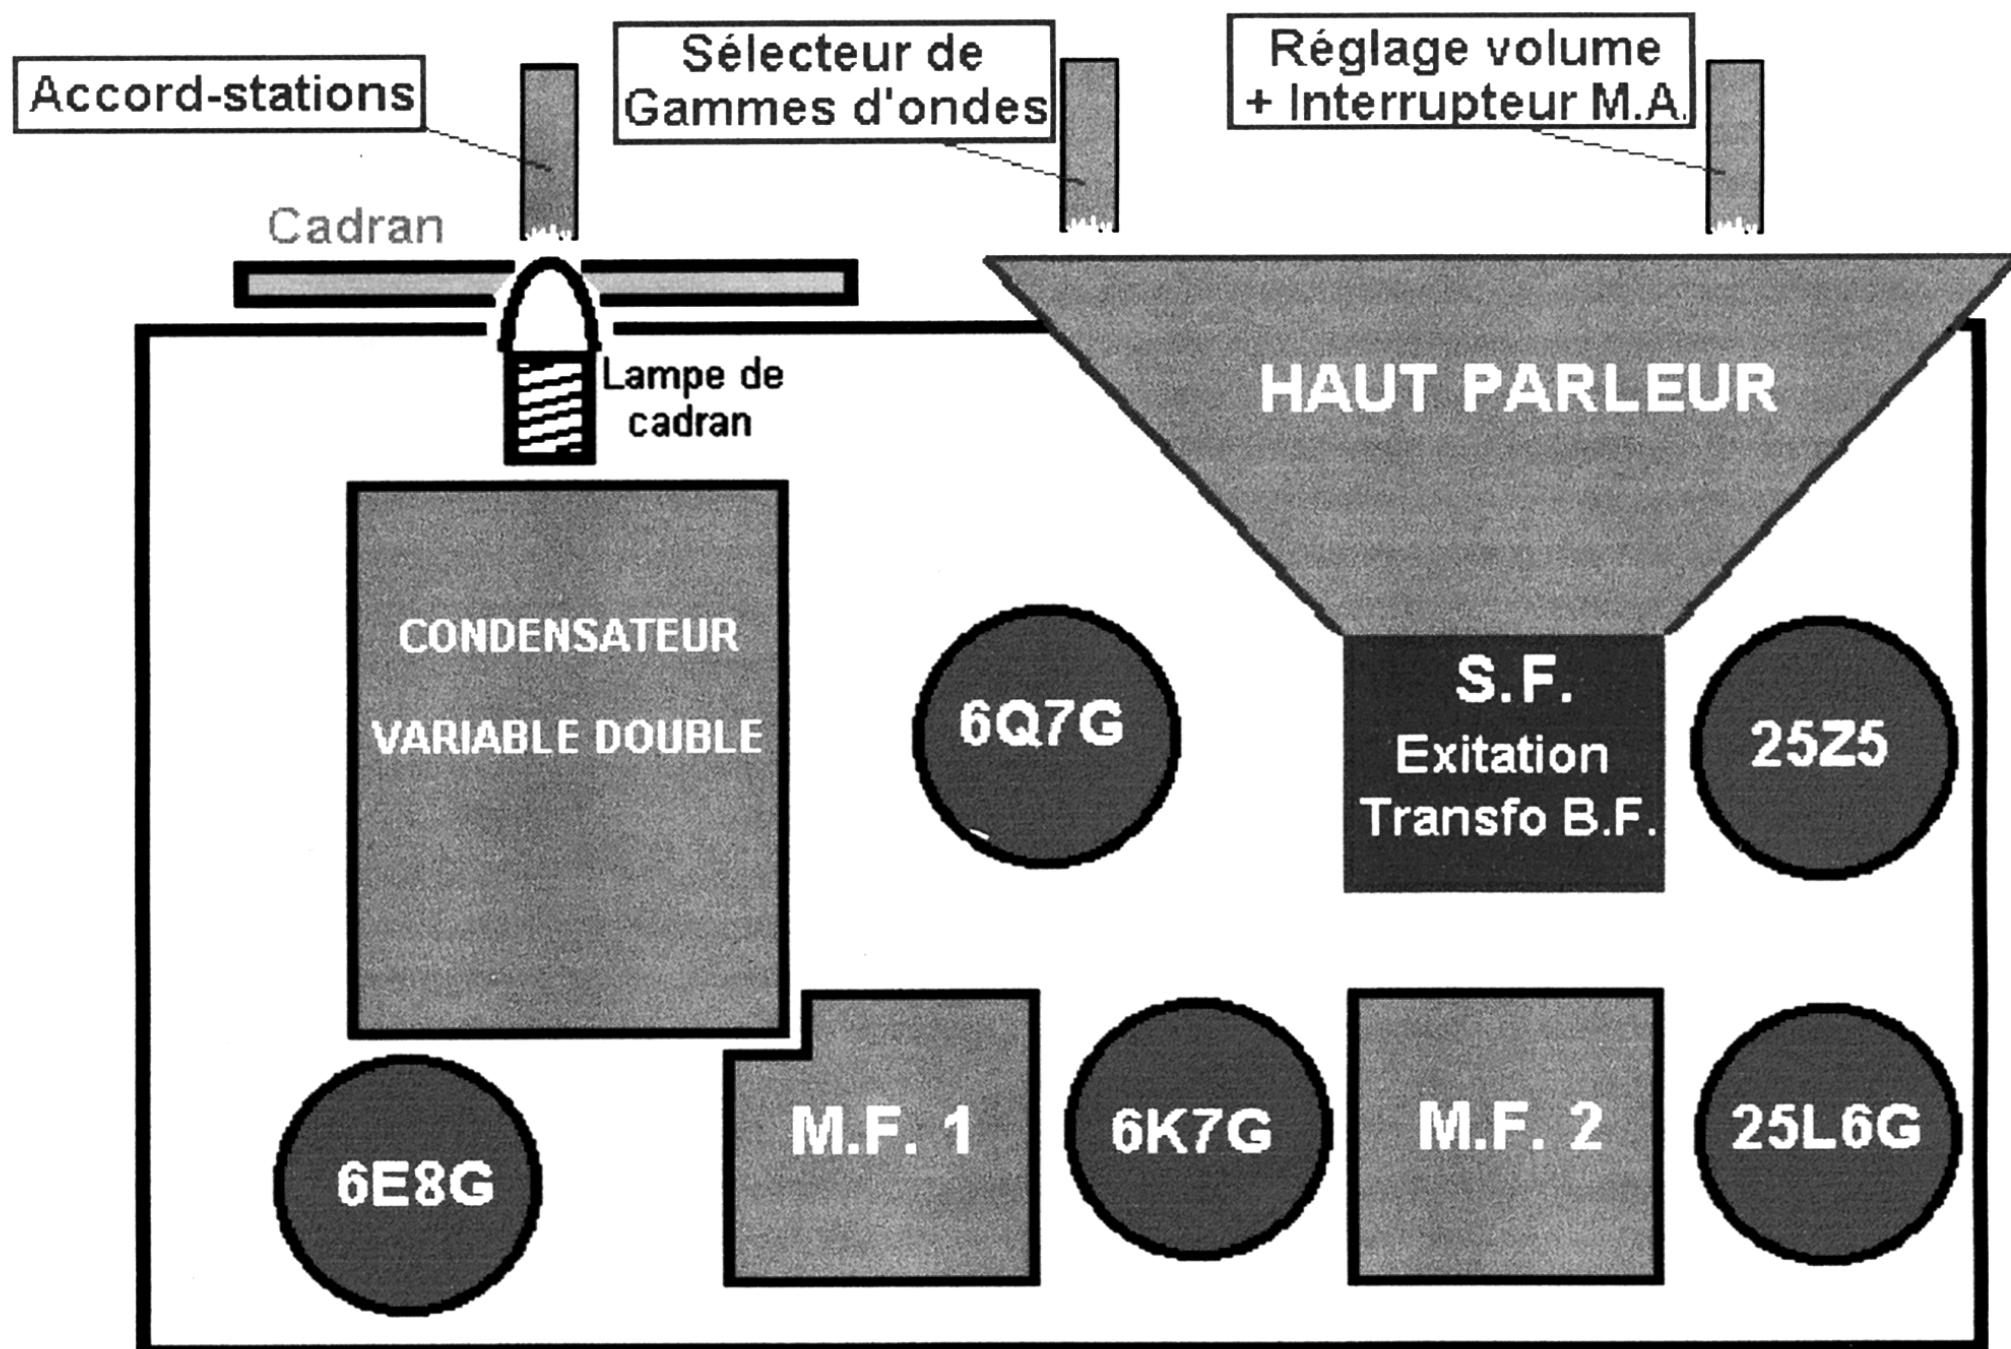 Accord-stations
Sélecteur de
Gammes d'ondes
Réglage volume
+ Interrupteur M.A.
Cadran
Lampe de
cadran
HAUT PARLEUR
CONDENSATEUR
VARIABLE DOUBLE
6Q7G
S.F.
Exitation
Transfo B.F.
25Z5
6E8G
M.F. 1
6K7G
M.F. 2
25L6G